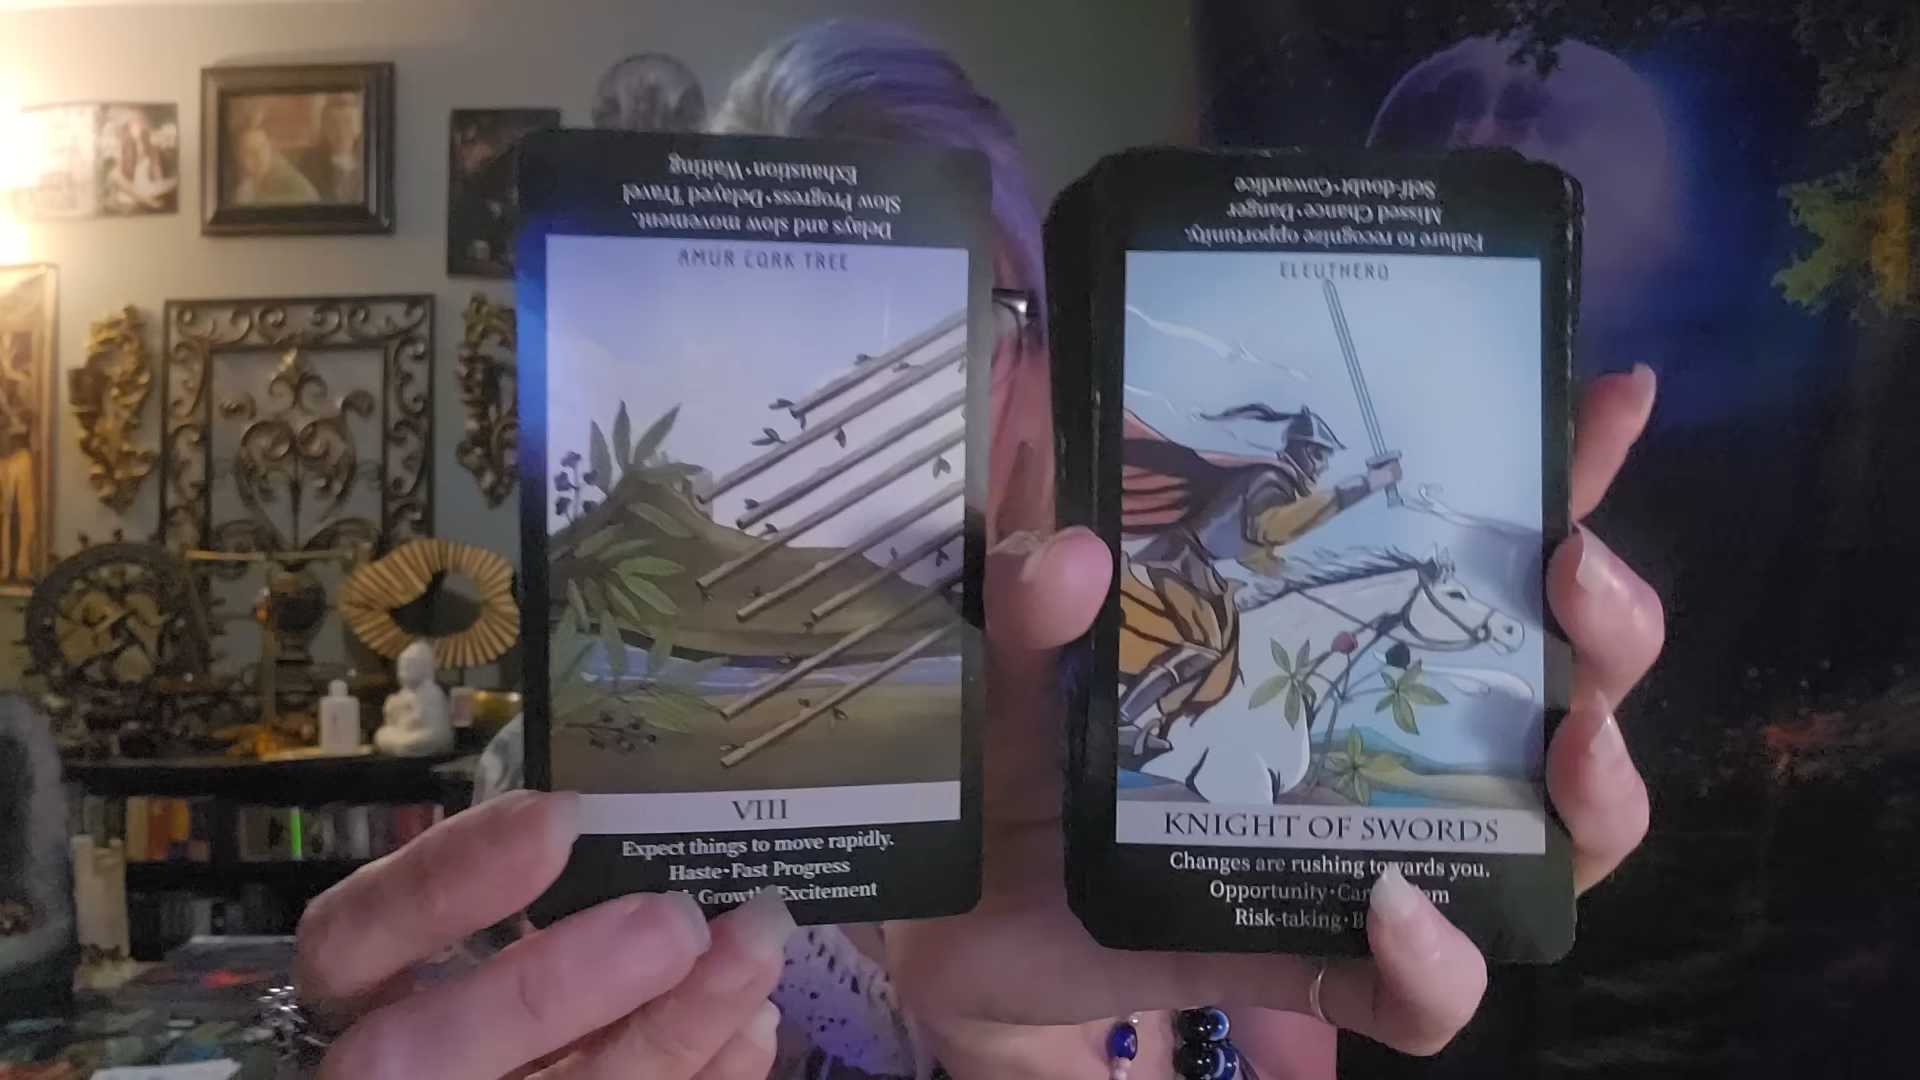 Exhaustion•Waiting
Slow Progress•Delayed Travel
Delays and slow movement.
AMUR CORK TREE
VIII
Expect things to move rapidly.
Haste•Fast Progress
Growth Excitement
Self-doubt•Cowardice
Missed Chance•Danger
Failure to recognize opportunity.
ELEUTHERO
KNIGHT OF SWORDS
Changes are rushing towards you.
Opportunity•
Risk-taking•